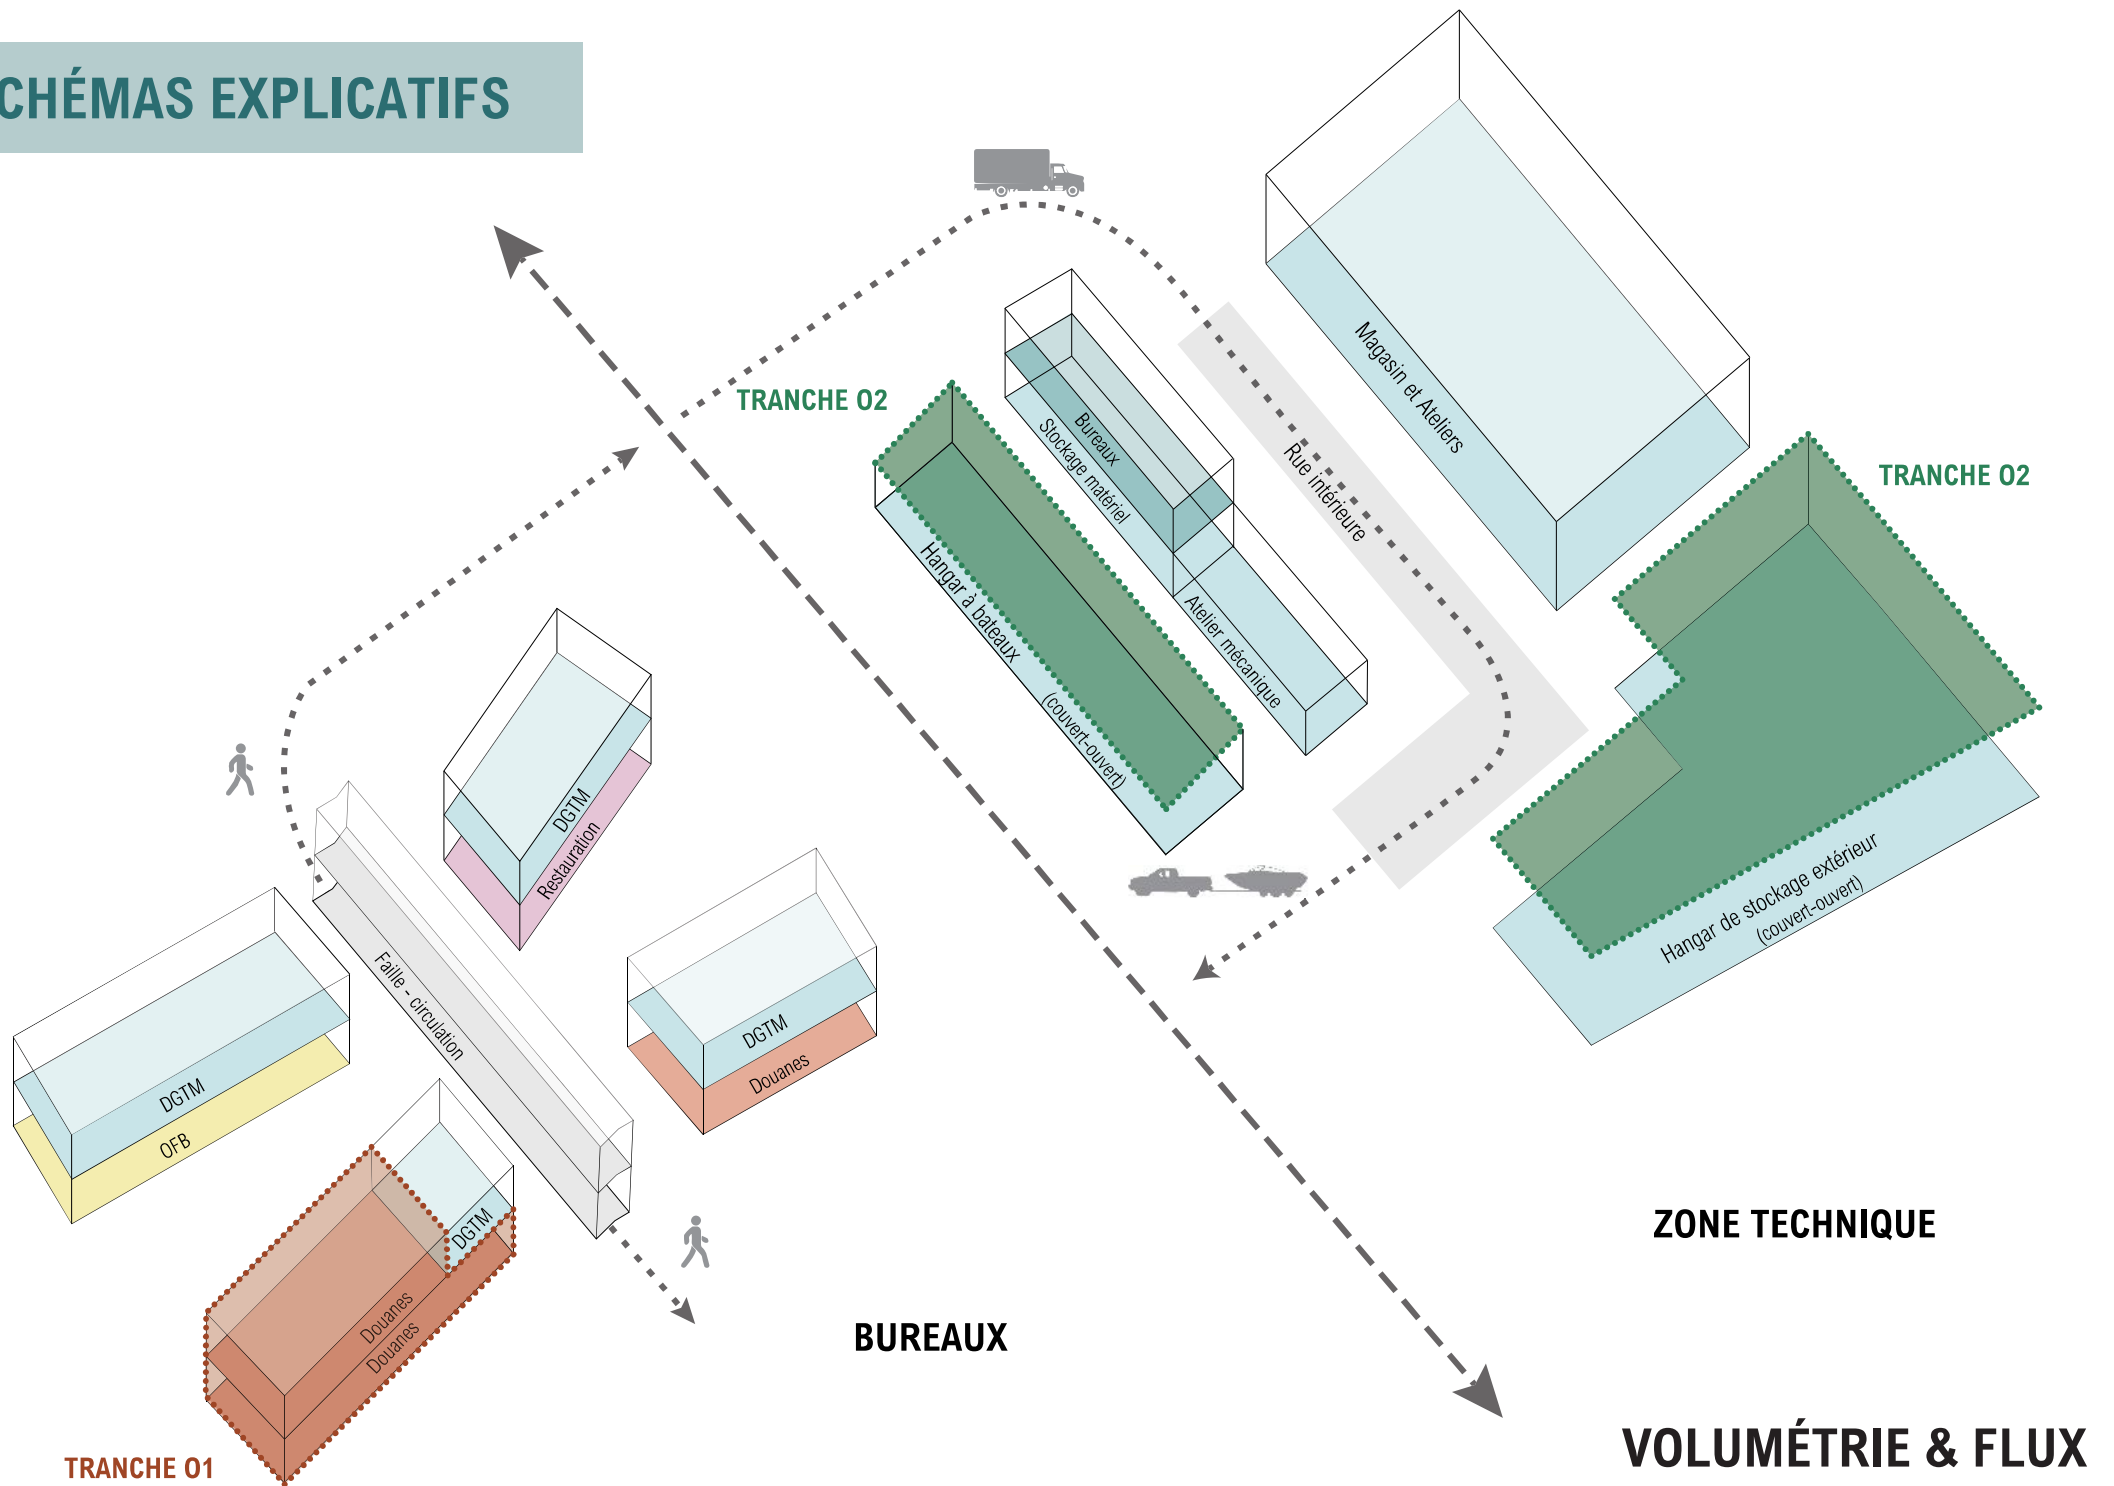 CHÉMAS EXPLICATIFS
TRANCHE 02
Magasin et Ateliers
TRANCHE 02
Bureaux
Stockage matériel
Rue intérieure
Hangar à bateaux
(couvert-ouvert)
Atelier mécanique
DGTM
Restauration
Hangar de stockage extérieur
(couvert-ouvert)
Faille - circulation
DGTM
Douanes
DGTM
OFB
DGTM
Douanes
Douanes
ZONE TECHNIQUE
BUREAUX
TRANCHE 01
VOLUMÉTRIE & FLUX